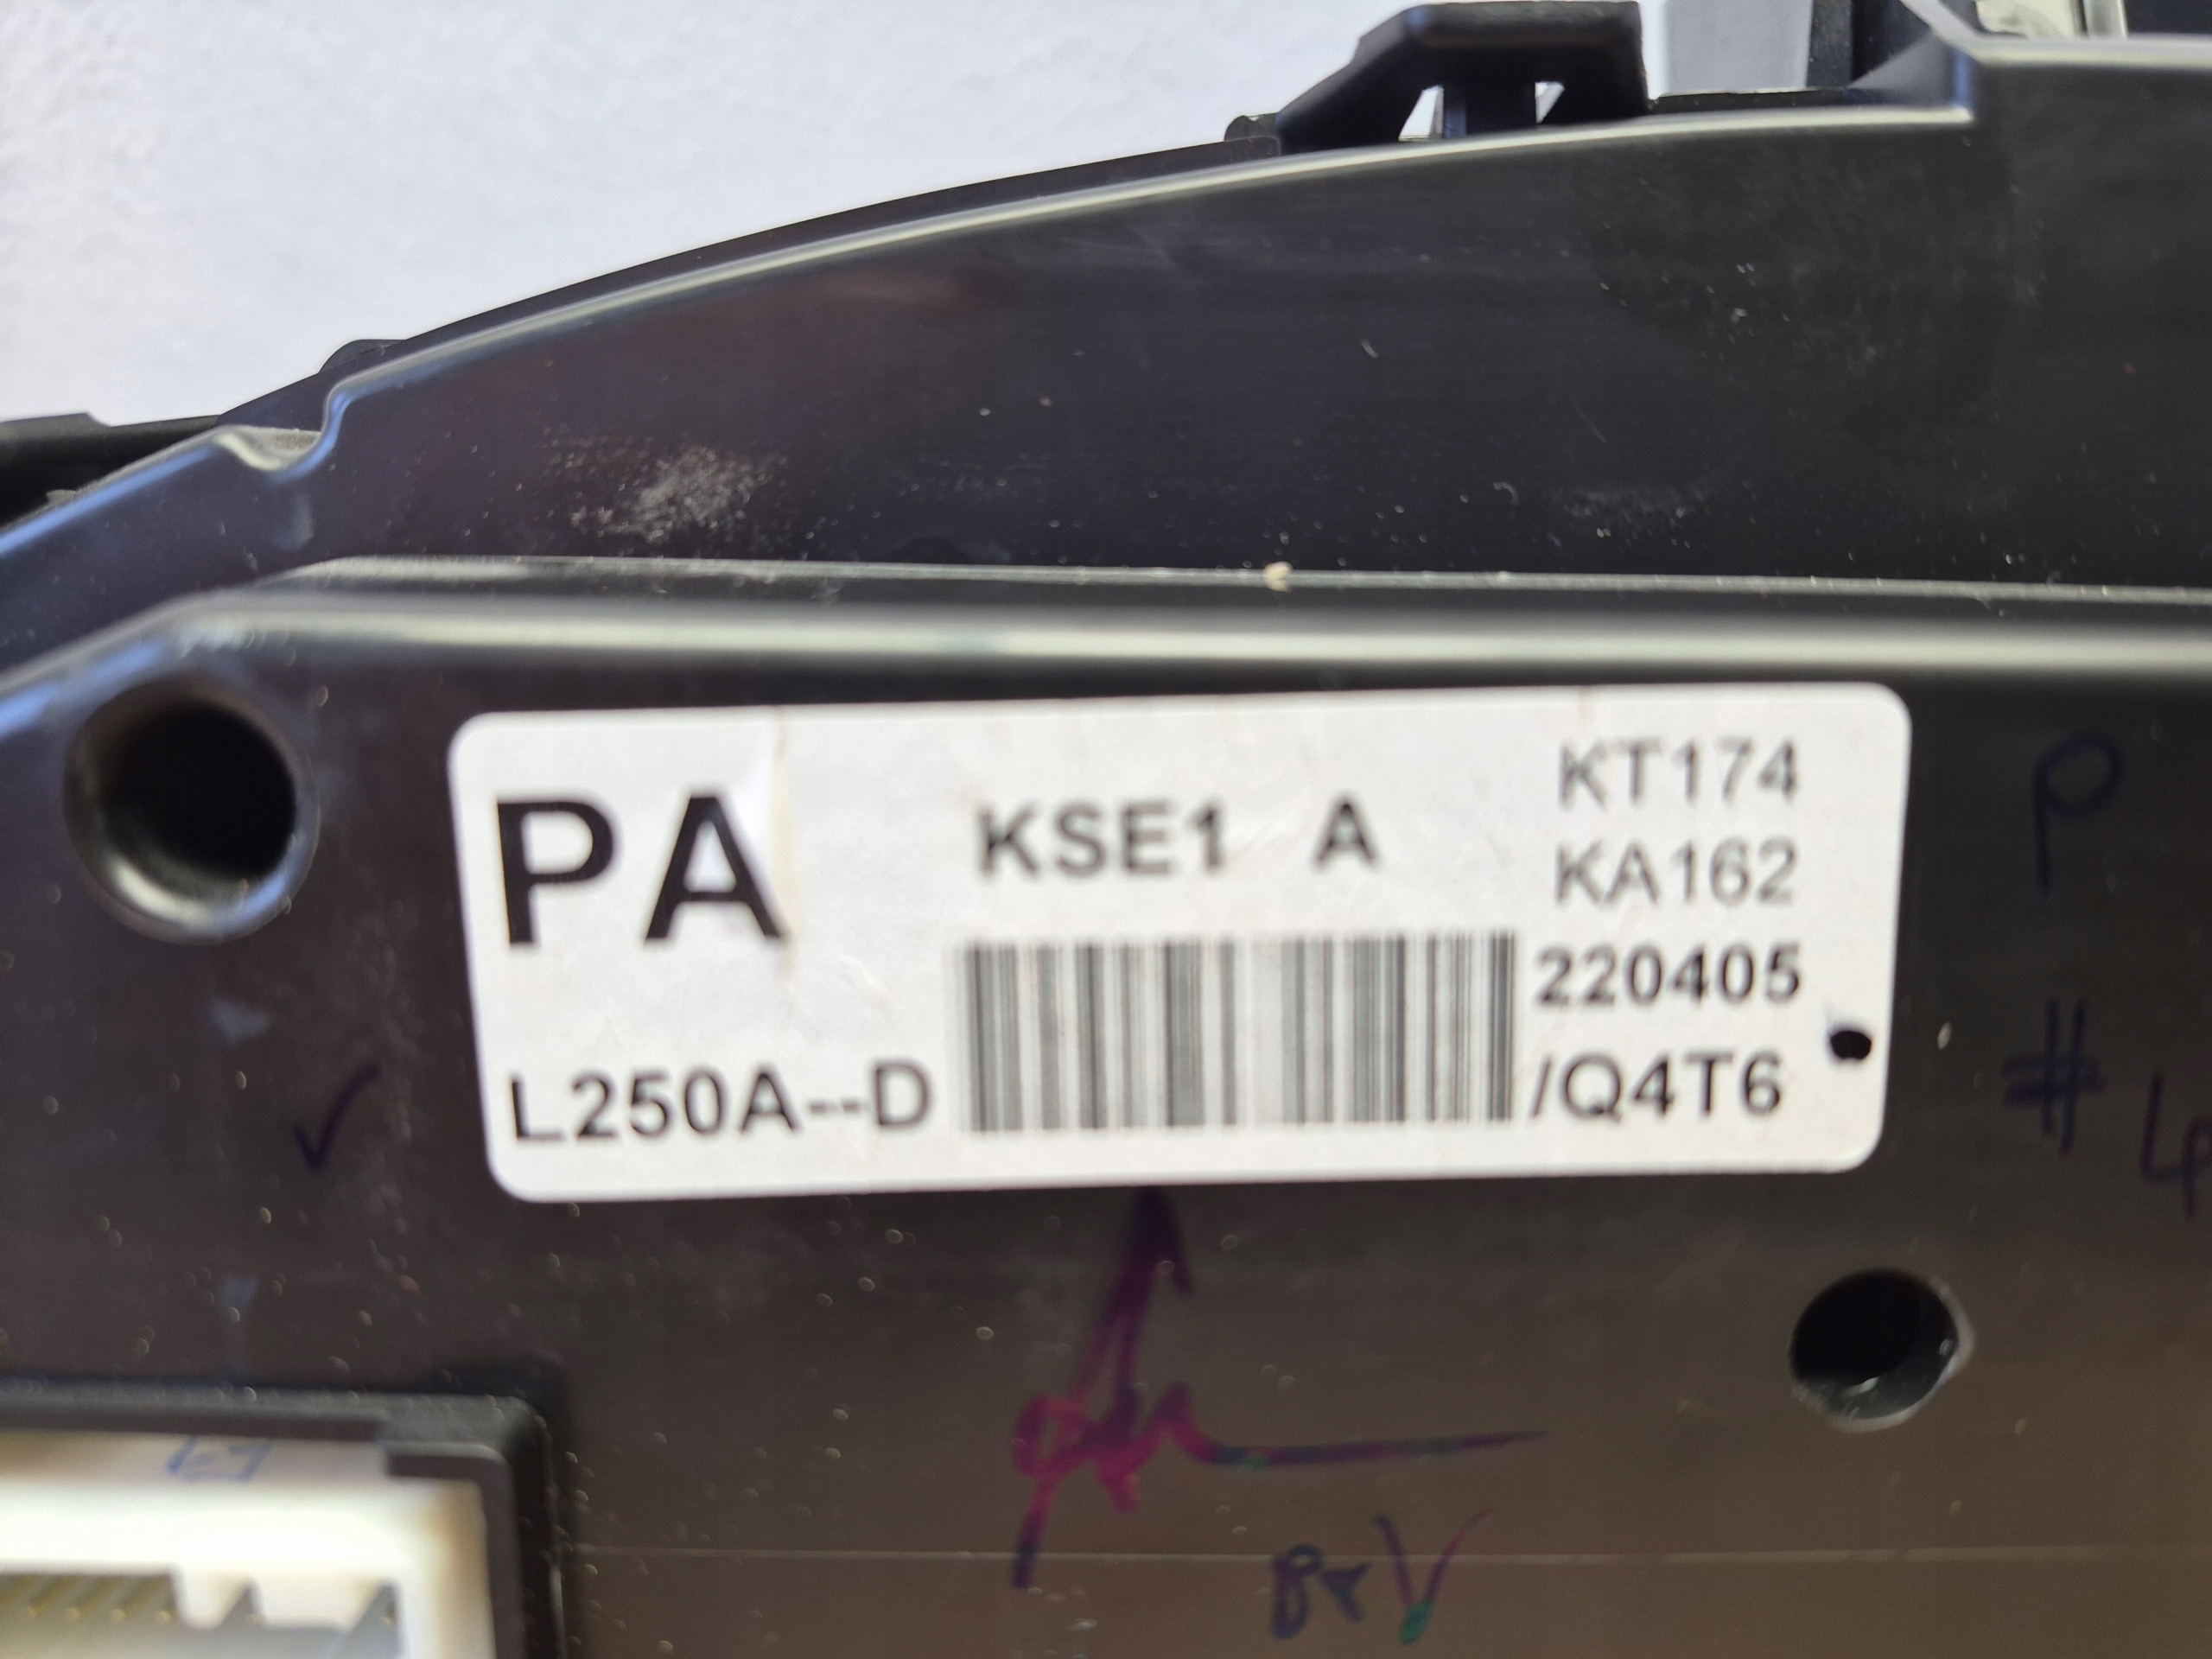 PA
KSE1 A
KT174
KA162
220405
L250A--D
/Q4T6
P
#